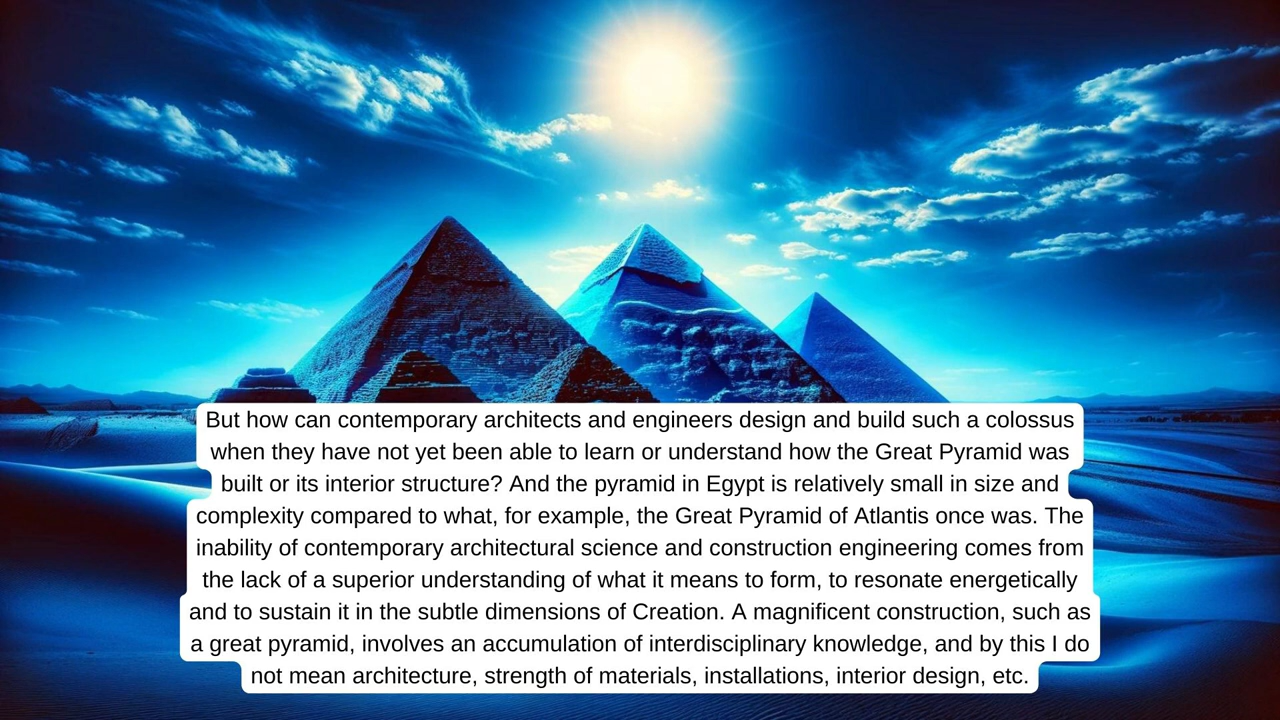 But how can contemporary architects and engineers design and build such a colossus
when they have not yet been able to learn or understand how the Great Pyramid was
built or its interior structure? And the pyramid in Egypt is relatively small in size and
complexity compared to what, for example, the Great Pyramid of Atlantis once was. The
inability of contemporary architectural science and construction engineering comes from
the lack of a superior understanding of what it means to form, to resonate energetically
and to sustain it in the subtle dimensions of Creation. A magnificent construction, such as
a great pyramid, involves an accumulation of interdisciplinary knowledge, and by this I do
not mean architecture, strength of materials, installations, interior design, etc.